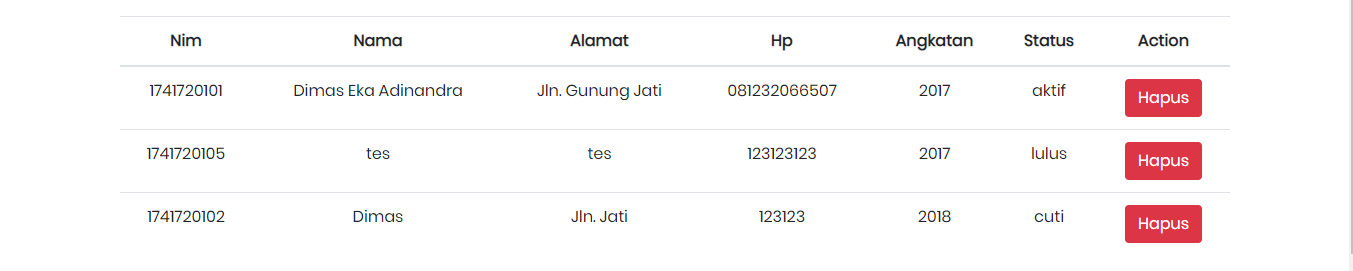 Nim Nama Alamat Hp Angkatan Status Action
1741720101 Dimas Eka Adinandra Jln. Gunung Jati 081232066507 2017 aktif Hapus
1741720105 tes tes 123123123 2017 lulus Hapus
1741720102 Dimas Jln. Jati 123123 2018 cuti Hapus